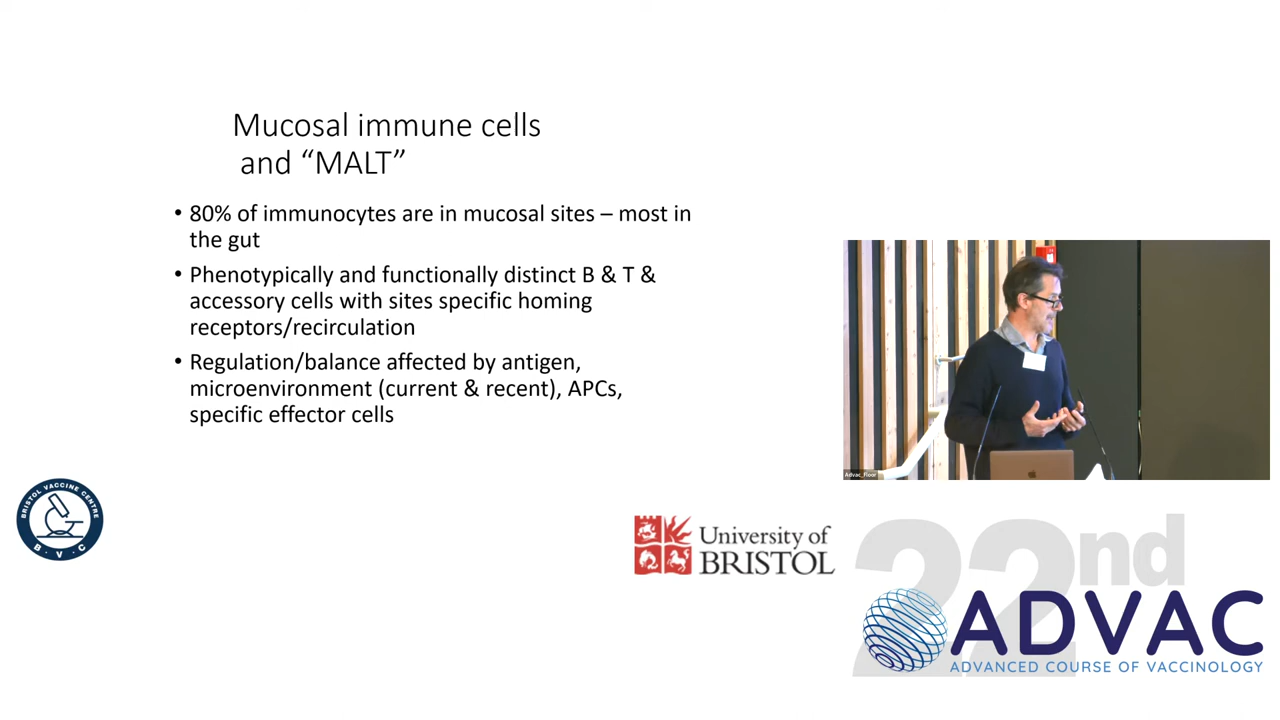 Mucosal immune cells
and “MALT”
• 80% of immunocytes are in mucosal sites – most in
the gut
• Phenotypically and functionally distinct B & T &
accessory cells with sites specific homing
receptors/recirculation
• Regulation/balance affected by antigen,
microenvironment (current & recent), APCs,
specific effector cells
Advac_Floor
BRISTOL VACCINE CENTRE
B · V · C
University of
BRISTOL
22nd
ADVAC
ADVANCED COURSE OF VACCINOLOGY